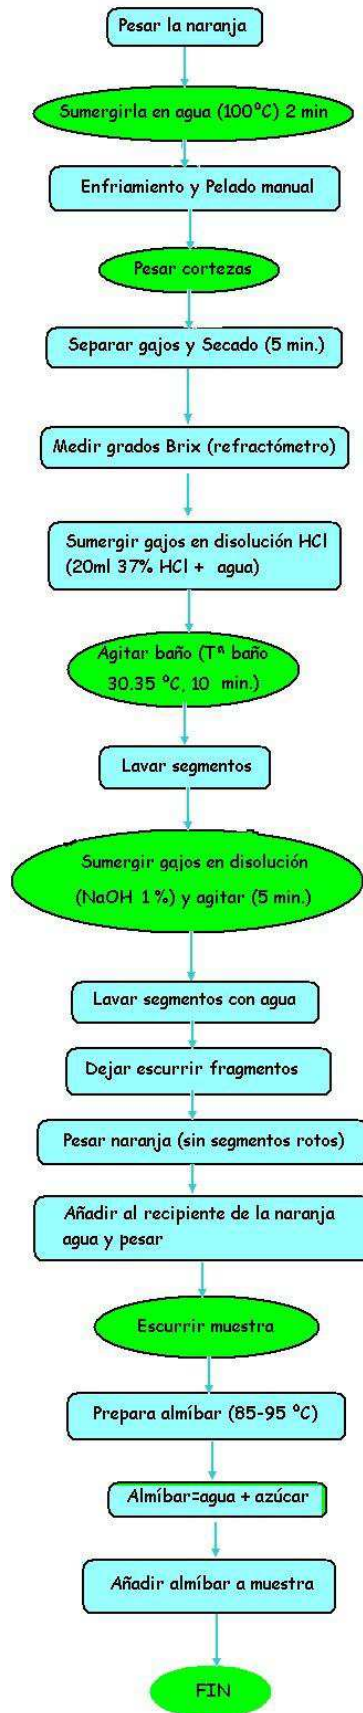 Pesar la naranja
Sumergirla en agua (100ºC) 2 min
Enfriamiento y Pelado manual
Pesar cortezas
Separar gajos y Secado (5 min.)
Medir grados Brix (refractómetro)
Sumergir gajos en disolución HCl
(20ml 37% HCl + agua)
Agitar baño (Tª baño
30.35 ºC, 10 min.)
Lavar segmentos
Sumergir gajos en disolución
(NaOH 1%) y agitar (5 min.)
Lavar segmentos con agua
Dejar escurrir fragmentos
Pesar naranja (sin segmentos rotos)
Añadir al recipiente de la naranja
agua y pesar
Escurrir muestra
Prepara almíbar (85-95 ºC)
Almíbar=agua + azúcar
Añadir almíbar a muestra
FIN